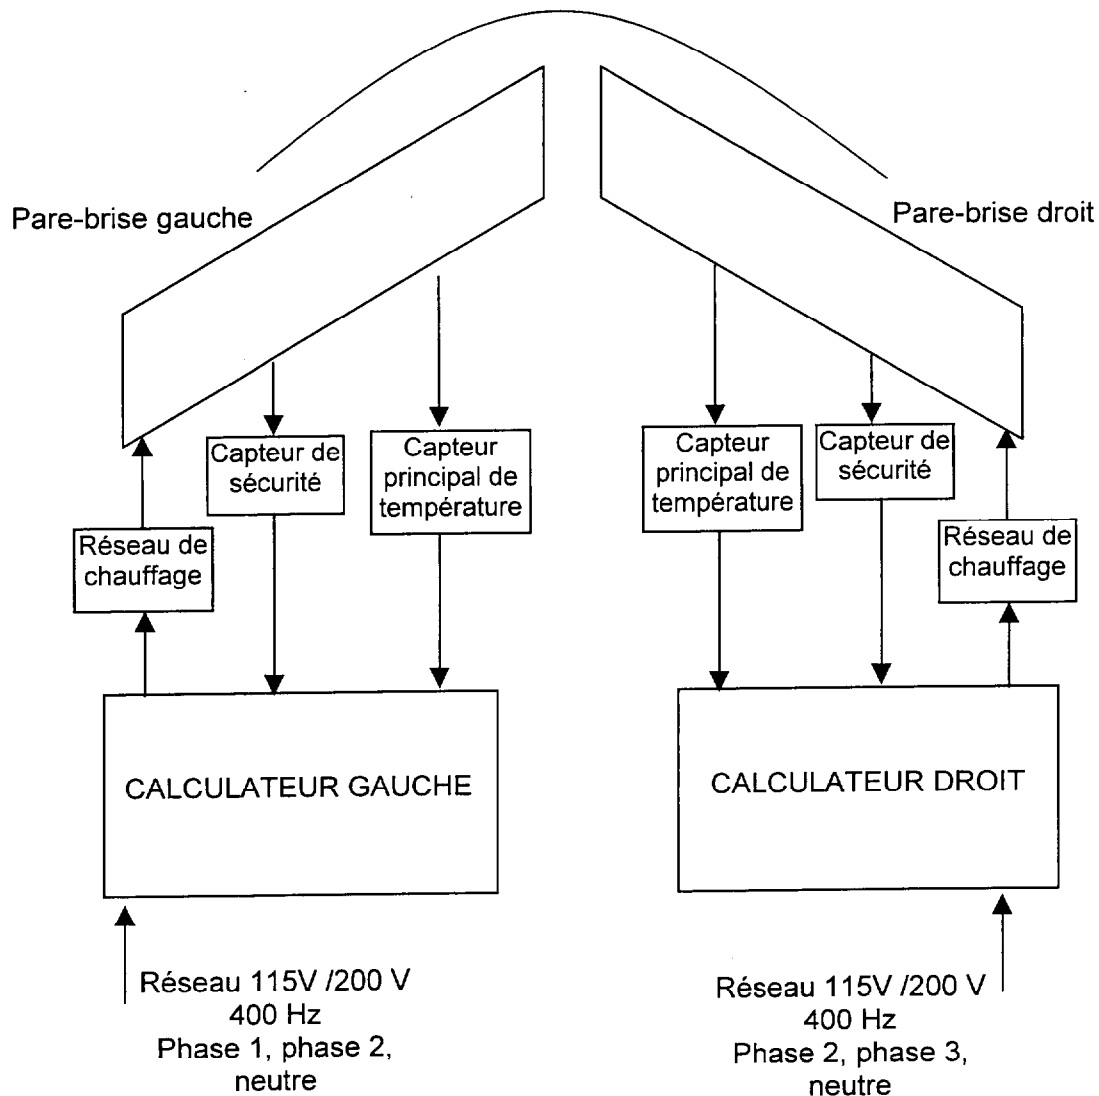 Pare-brise gauche
Pare-brise droit
Capteur de
sécurité
Capteur
principal de
température
Réseau de
chauffage
Capteur
principal de
température
Capteur de
sécurité
Réseau de
chauffage
CALCULATEUR GAUCHE
CALCULATEUR DROIT
Réseau 115V /200 V
400 Hz
Phase 1, phase 2,
neutre
Réseau 115V /200 V
400 Hz
Phase 2, phase 3,
neutre